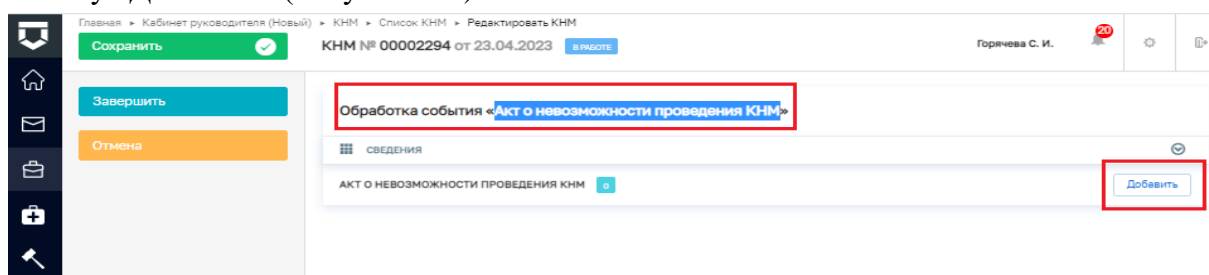 Главная ▸ Кабинет руководителя (Новый) ▸ КНМ ▸ Список КНМ ▸ Редактировать КНМ
Сохранить
КНМ № 00002294 от 23.04.2023 В РАБОТЕ
Горячева С. И.
20
Завершить
Обработка события «Акт о невозможности проведения КНМ»
Отмена
СВЕДЕНИЯ
АКТ О НЕВОЗМОЖНОСТИ ПРОВЕДЕНИЯ КНМ 0
Добавить